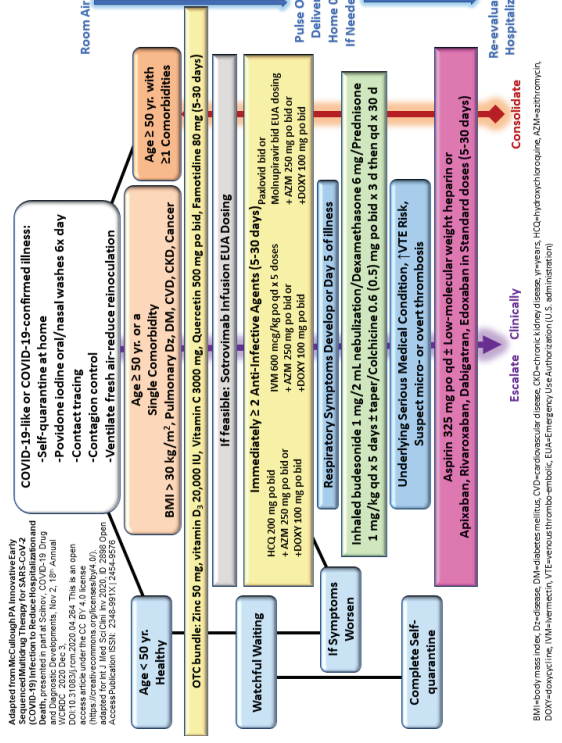 Adapted from McCullough PA Innovative Early
Sequenced Multidrug Therapy for SARS-CoV-2
(COVID-19) Infection to Reduce Hospitalization and
Death, presented in part at Scinov, COVID-19 Drug
and Diagnostic Developments, Nov 2, 18th Annual
WCRDC 2020 Dec 3,
DOI:10.31083/j.rcm.2020.04.264 This is an open
access article under the CC BY 4.0 license
(https://creativecommons.org/licenses/by/4.0/).
adapted for Int J Med Sci Clin Inv 2020, ID 2898 Open
Access Publication ISSN: 2348-991X | 2454-9576
COVID-19-like or COVID-19-confirmed illness:
-Self-quarantine at home
-Povidone iodine oral/nasal washes 6x day
-Contact tracing
-Contagion control
-Ventilate fresh air-reduce reinoculation
Room Air
Age < 50 yr.
Healthy
Age ≥ 50 yr. or a
Single Comorbidity
BMI > 30 kg/m², Pulmonary Dz, DM, CVD, CKD, Cancer
Age ≥ 50 yr. with
≥1 Comorbidities
OTC bundle: Zinc 50 mg, vitamin D₃ 20,000 IU, Vitamin C 3000 mg, Quercetin 500 mg po bid, Famotidine 80 mg (5-30 days)
If feasible: Sotrovimab Infusion EUA Dosing
Watchful Waiting
Immediately ≥ 2 Anti-Infective Agents (5-30 days)
HCQ 200 mg po bid
+ AZM 250 mg po bid or
+DOXY 100 mg po bid
IVM 600 mcg/kg po qd x 5 doses
+ AZM 250 mg po bid or
+DOXY 100 mg po bid
Paxlovid bid or
Molnupiravir bid EUA dosing
+ AZM 250 mg po bid or
+DOXY 100 mg po bid
Pulse O
Deliver
Home O
If Neede
If Symptoms
Worsen
Respiratory Symptoms Develop or Day 5 of illness
Inhaled budesonide 1 mg/2 mL nebulization/Dexamethasone 6 mg/Prednisone
1 mg/kg qd x 5 days ± taper/Colchicine 0.6 (0.5) mg po bid x 3 d then qd x 30 d
Underlying Serious Medical Condition, ↑VTE Risk,
Suspect micro- or overt thrombosis
Complete Self-
quarantine
Aspirin 325 mg po qd ± Low-molecular weight heparin or
Apixaban, Rivaroxaban, Dabigatren, Edoxaban in Standard doses (5-30 days)
Re-evalua
Hospitaliz
Escalate Clinically
Consolidate
BMI=body mass index, Dz=disease, DM=diabetes mellitus, CVD=cardiovascular disease, CKD=chronic kidney disease, yr=years, HCQ=hydroxychloroquine, AZM=azithromycin,
DOXY=doxycycline, IVM=ivermectin, VTE=venous thrombo-embolic, EUA=Emergency Use Authorization (U.S. administration)